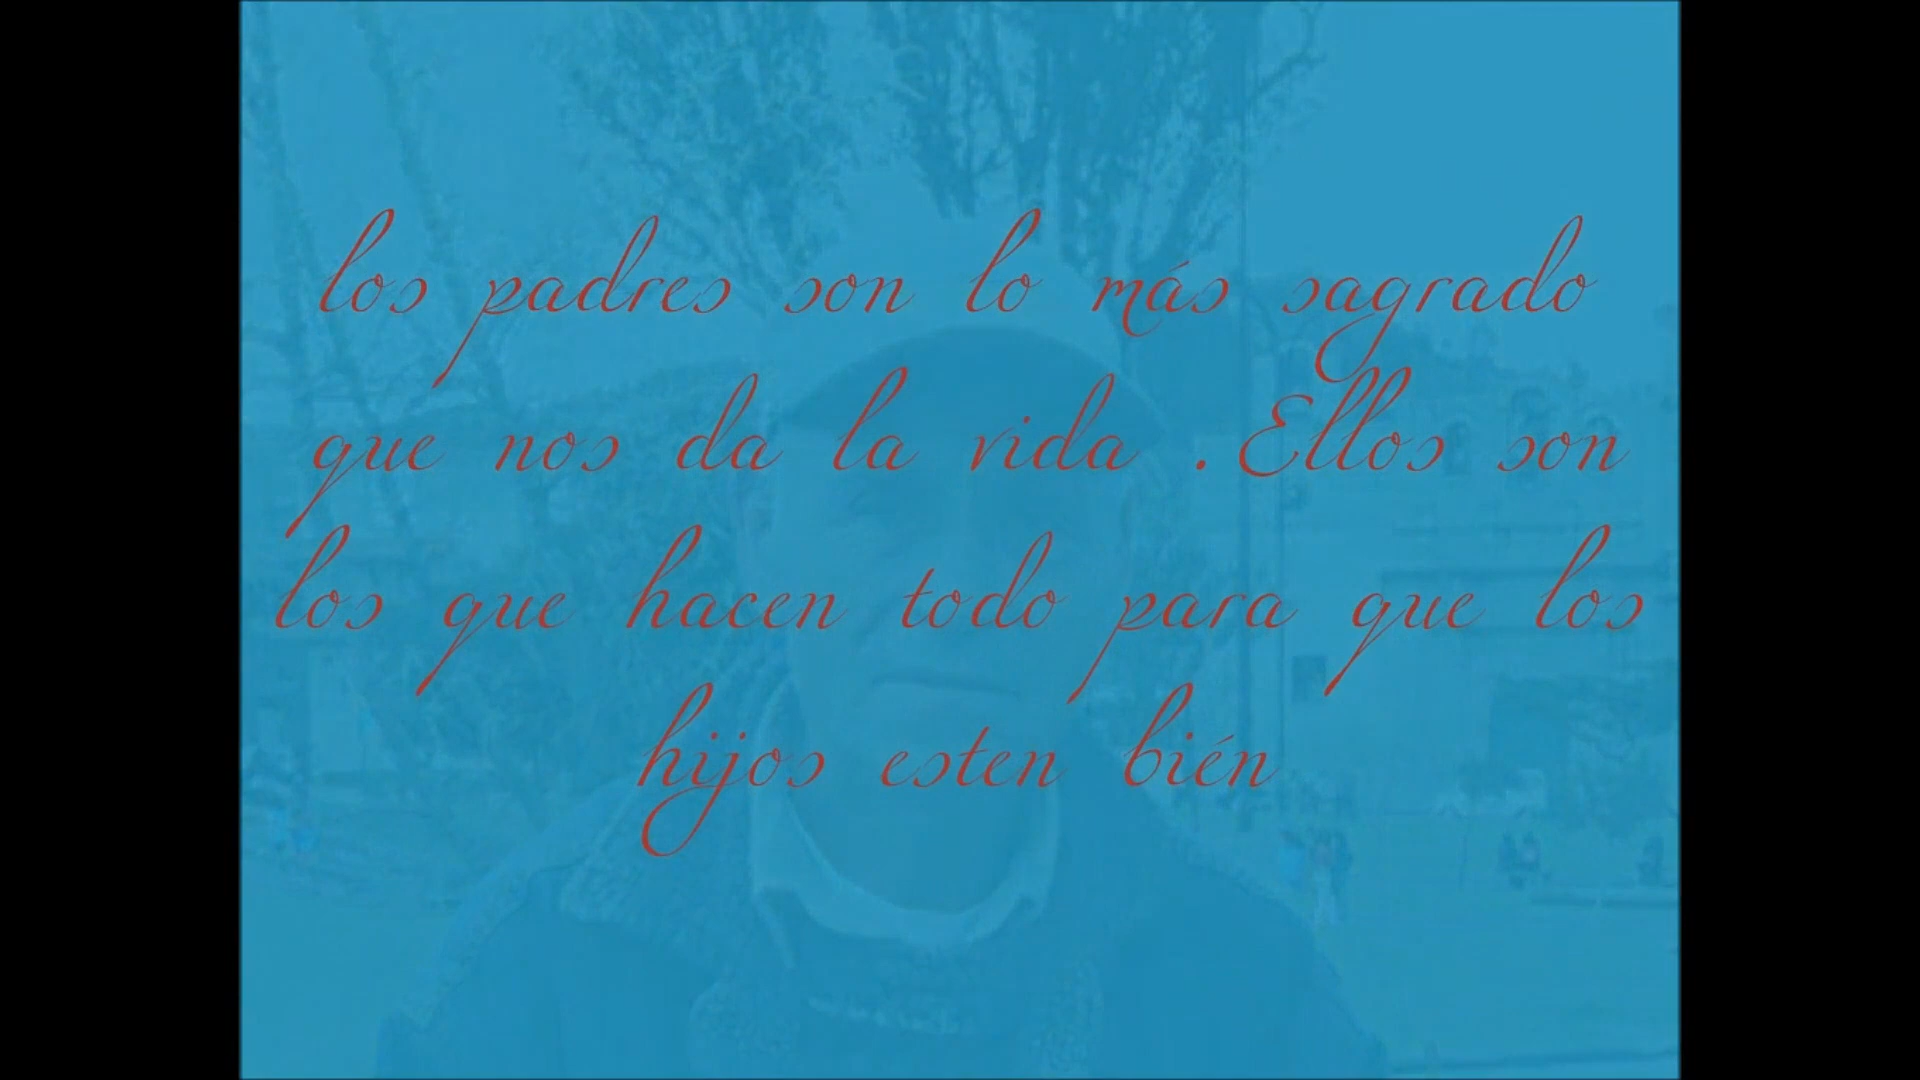 los padres son lo más sagrado
que nos da la vida . Ellos son
los que hacen todo para que los
hijos esten bién